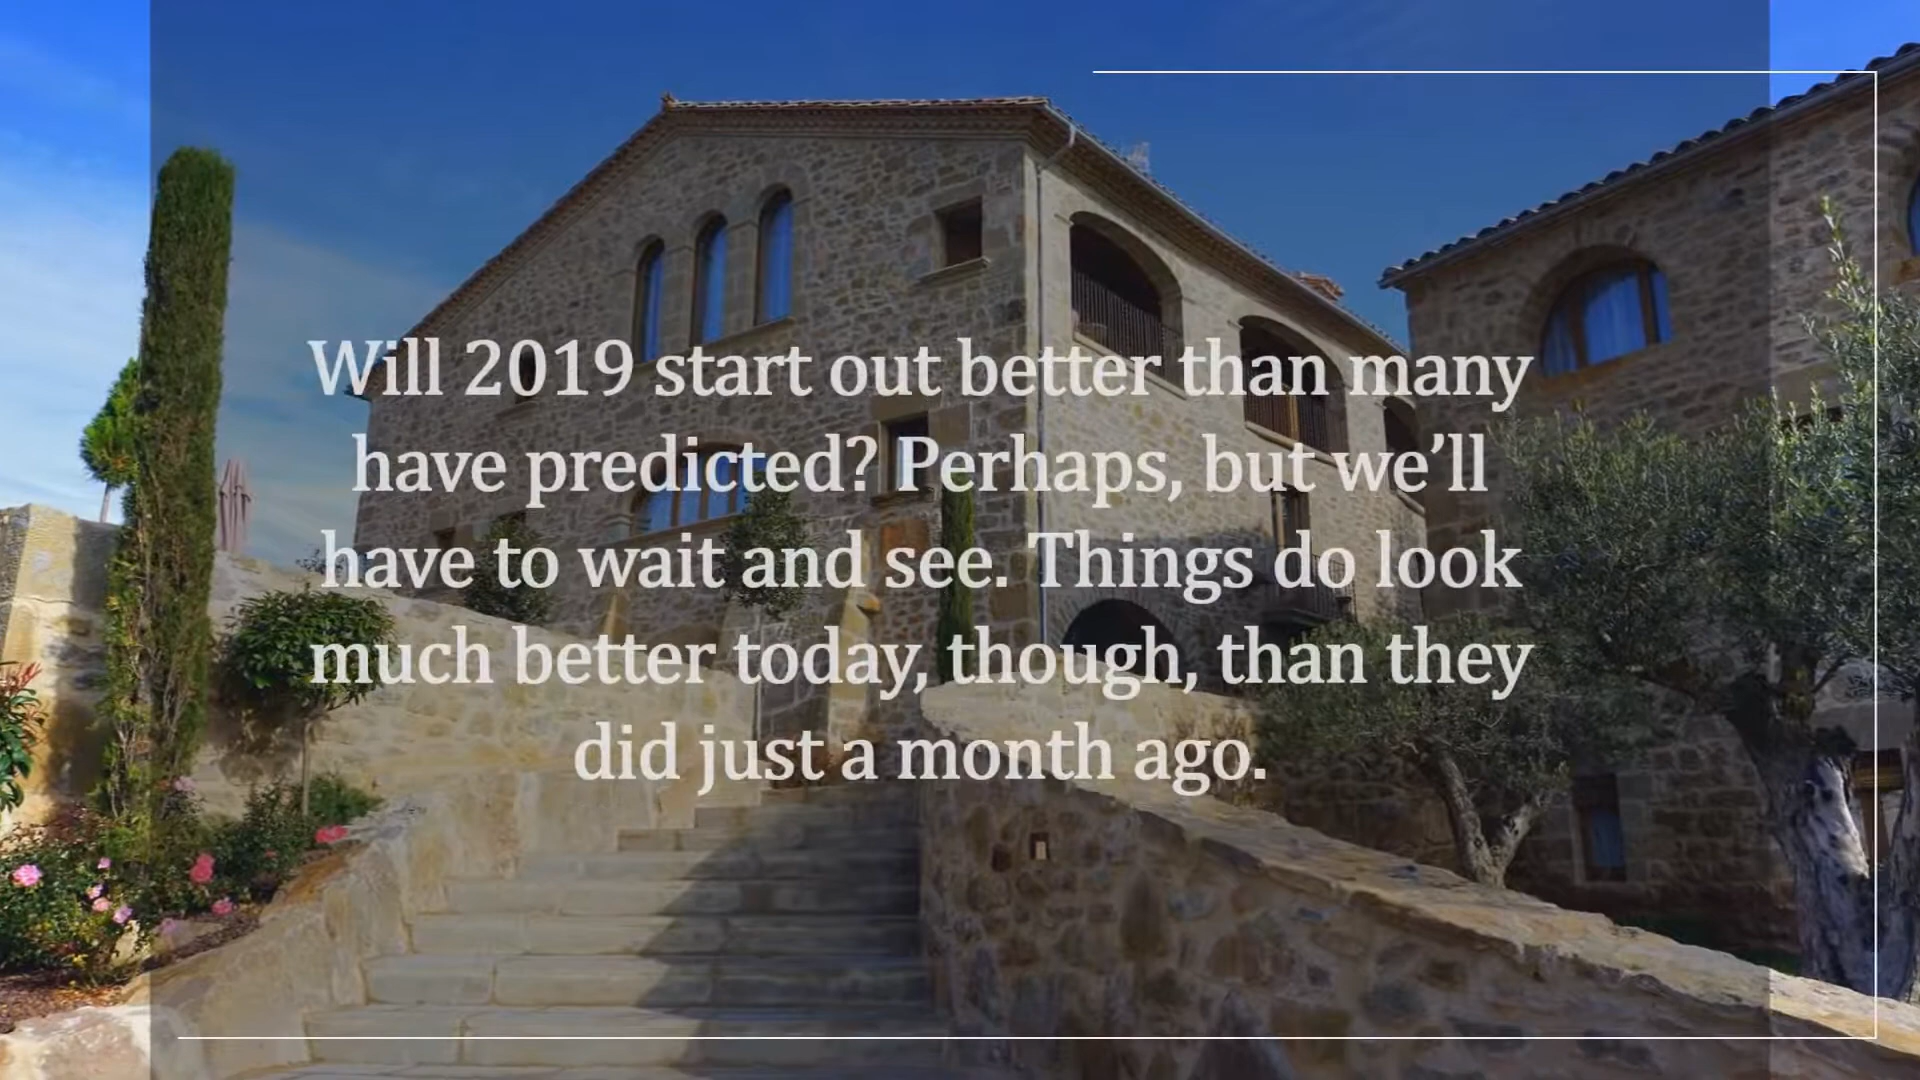 Will 2019 start out better than many
have predicted? Perhaps, but we’ll
have to wait and see. Things do look
much better today, though, than they
did just a month ago.